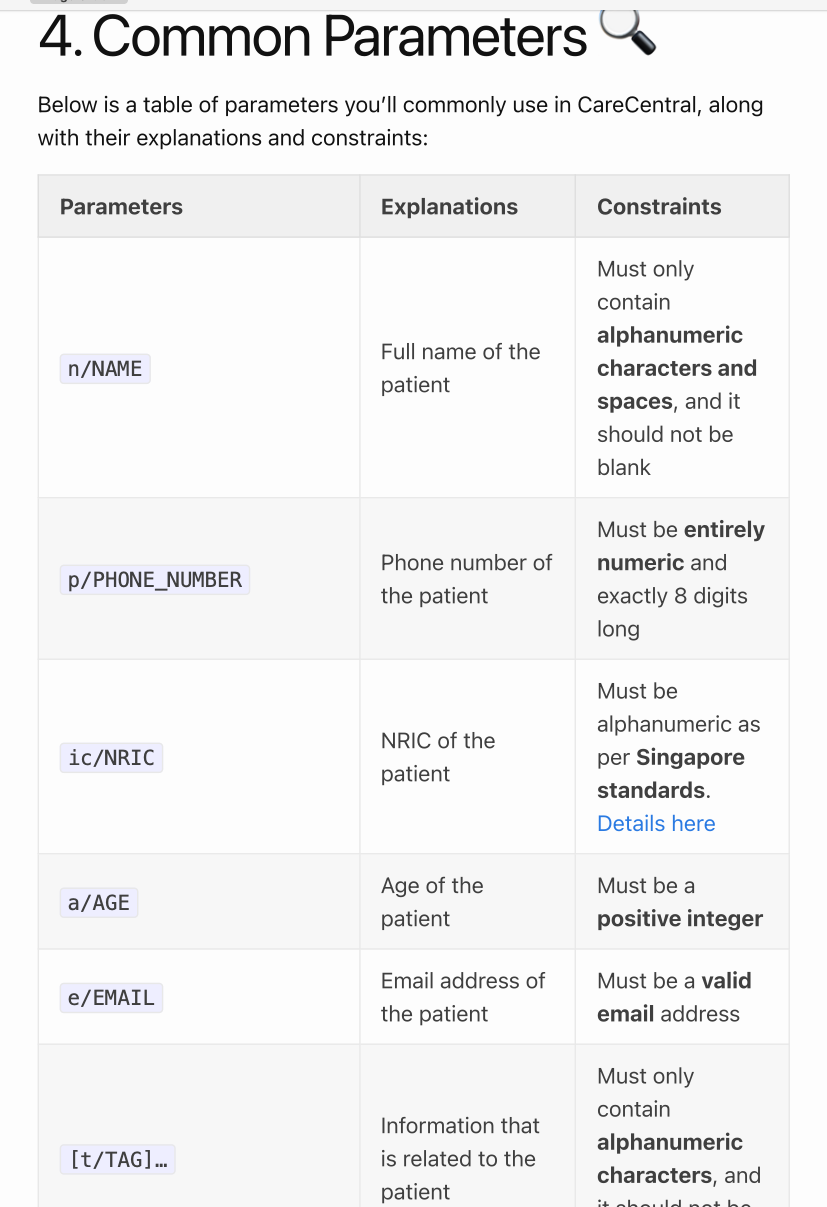 4. Common Parameters
Below is a table of parameters you’ll commonly use in CareCentral, along
with their explanations and constraints:
Parameters Explanations Constraints
n/NAME
Full name of the
patient
Must only
contain
alphanumeric
characters and
spaces, and it
should not be
blank
p/PHONE_NUMBER
Phone number of
the patient
Must be entirely
numeric and
exactly 8 digits
long
ic/NRIC
NRIC of the
patient
Must be
alphanumeric as
per Singapore
standards.
Details here
a/AGE
Age of the
patient
Must be a
positive integer
e/EMAIL
Email address of
the patient
Must be a valid
email address
[t/TAG]…
Information that
is related to the
patient
Must only
contain
alphanumeric
characters, and
it should not be